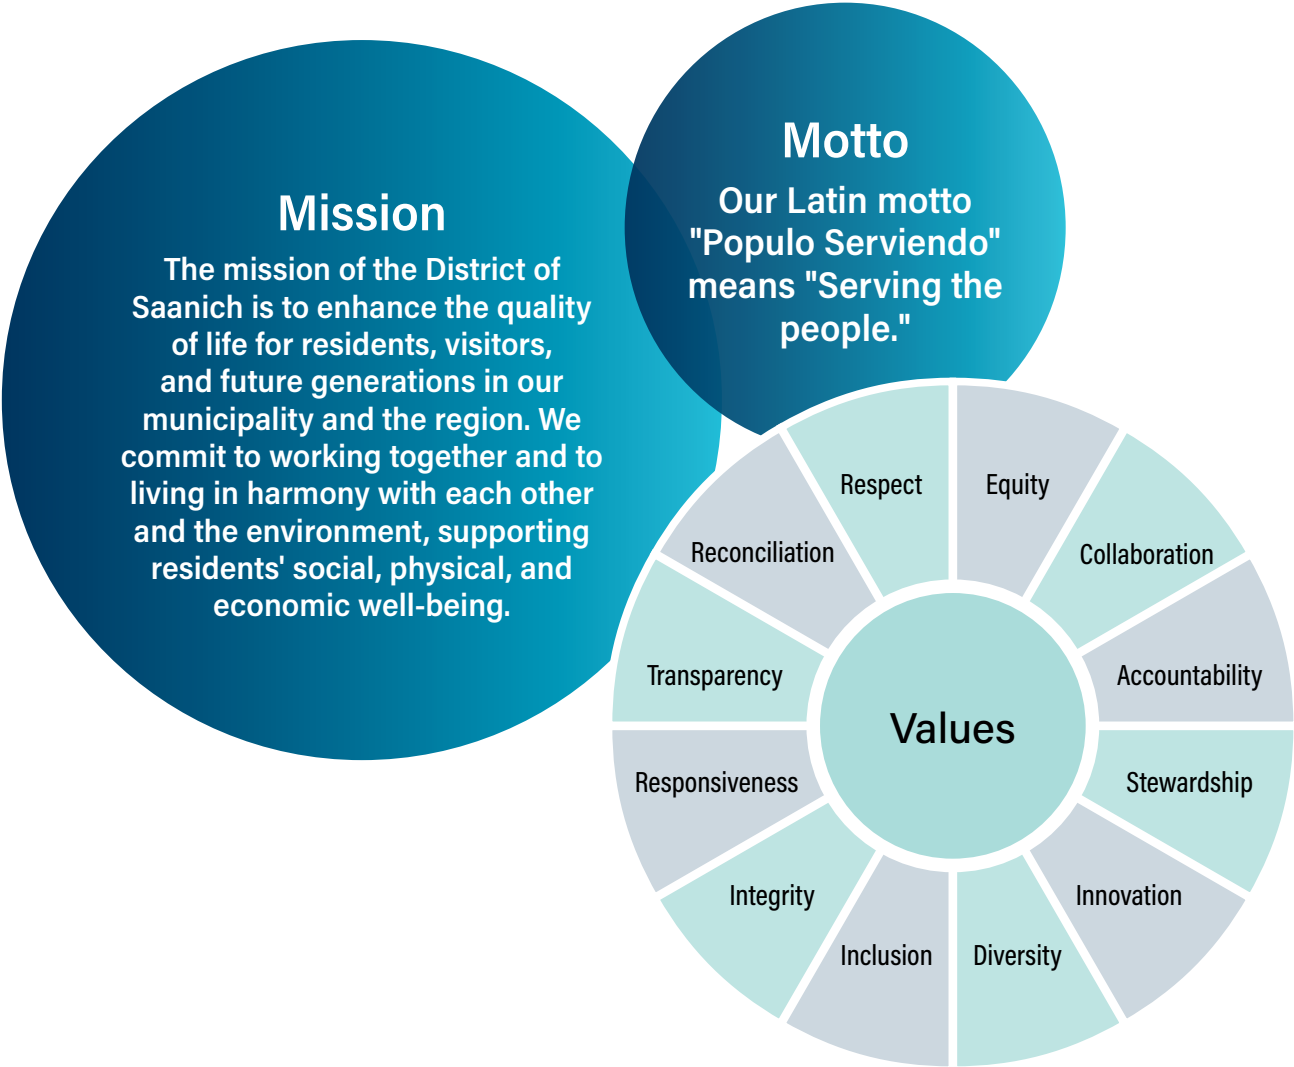 Mission
The mission of the District of
Saanich is to enhance the quality
of life for residents, visitors,
and future generations in our
municipality and the region. We
commit to working together and to
living in harmony with each other
and the environment, supporting
residents' social, physical, and
economic well-being.
Motto
Our Latin motto
"Populo Serviendo"
means "Serving the
people."
Values
Equity
Collaboration
Accountability
Stewardship
Innovation
Diversity
Inclusion
Integrity
Responsiveness
Transparency
Reconciliation
Respect